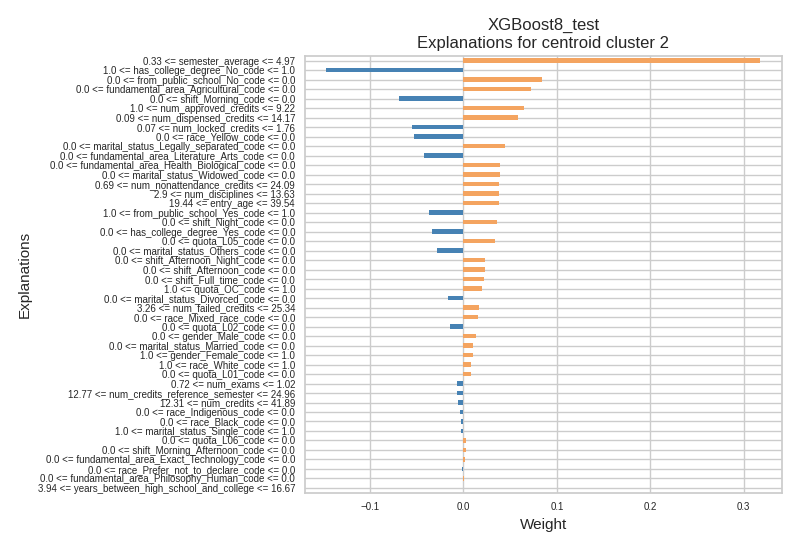 XGBoost8_test
Explanations for centroid cluster 2
0.33 <= semester_average <= 4.97
1.0 <= has_college_degree_No_code <= 1.0
0.0 <= from_public_school_No_code <= 0.0
0.0 <= fundamental_area_Agricultural_code <= 0.0
0.0 <= shift_Morning_code <= 0.0
1.0 <= num_approved_credits <= 9.22
0.09 <= num_dispensed_credits <= 14.17
0.07 <= num_locked_credits <= 1.76
0.0 <= race_Yellow_code <= 0.0
0.0 <= marital_status_Legally_separated_code <= 0.0
0.0 <= fundamental_area_Literature_Arts_code <= 0.0
0.0 <= fundamental_area_Health_Biological_code <= 0.0
0.0 <= marital_status_Widowed_code <= 0.0
0.69 <= num_nonattendance_credits <= 24.09
2.9 <= num_disciplines <= 13.63
19.44 <= entry_age <= 39.54
1.0 <= from_public_school_Yes_code <= 1.0
0.0 <= shift_Night_code <= 0.0
0.0 <= has_college_degree_Yes_code <= 0.0
0.0 <= quota_L05_code <= 0.0
0.0 <= marital_status_Others_code <= 0.0
0.0 <= shift_Afternoon_Night_code <= 0.0
0.0 <= shift_Afternoon_code <= 0.0
0.0 <= shift_Full_time_code <= 0.0
1.0 <= quota_OC_code <= 1.0
0.0 <= marital_status_Divorced_code <= 0.0
3.26 <= num_failed_credits <= 25.34
0.0 <= race_Mixed_race_code <= 0.0
0.0 <= quota_L02_code <= 0.0
0.0 <= gender_Male_code <= 0.0
0.0 <= marital_status_Married_code <= 0.0
1.0 <= gender_Female_code <= 1.0
1.0 <= race_White_code <= 1.0
0.0 <= quota_L01_code <= 0.0
0.72 <= num_exams <= 1.02
12.77 <= num_credits_reference_semester <= 24.96
12.31 <= num_credits <= 41.89
0.0 <= race_Indigenous_code <= 0.0
0.0 <= race_Black_code <= 0.0
1.0 <= marital_status_Single_code <= 1.0
0.0 <= quota_L06_code <= 0.0
0.0 <= shift_Morning_Afternoon_code <= 0.0
0.0 <= fundamental_area_Exact_Technology_code <= 0.0
0.0 <= race_Prefer_not_to_declare_code <= 0.0
0.0 <= fundamental_area_Philosophy_Human_code <= 0.0
3.94 <= years_between_high_school_and_college <= 16.67
Explanations
−0.1 0.0 0.1 0.2 0.3
Weight